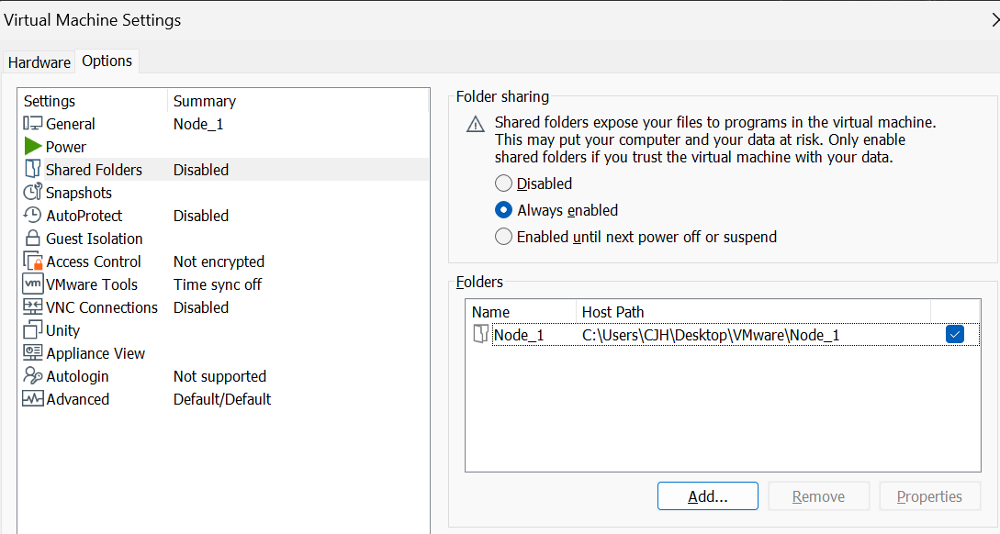 Virtual Machine Settings
Hardware Options
Settings Summary
General Node_1
Power
Shared Folders Disabled
Snapshots
AutoProtect Disabled
Guest Isolation
Access Control Not encrypted
vm VMware Tools Time sync off
VNC Connections Disabled
Unity
Appliance View
Autologin Not supported
Advanced Default/Default
Folder sharing
Shared folders expose your files to programs in the virtual machine.
This may put your computer and your data at risk. Only enable
shared folders if you trust the virtual machine with your data.
Disabled
Always enabled
Enabled until next power off or suspend
Folders
Name Host Path
Node_1 C:\Users\CJH\Desktop\VMware\Node_1
Add... Remove Properties